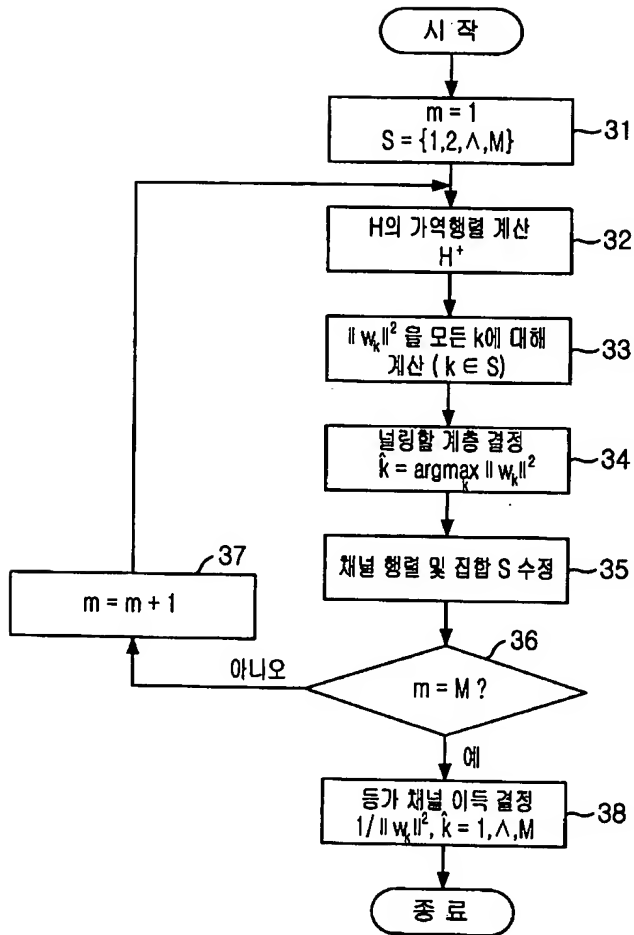 시 작
m = 1
S = {1,2,Λ,M}
31
H의 가역행렬 계산
H⁺
32
‖ wₖ‖² 을 모든 k에 대해
계산 ( k ∈ S)
33
널링할 계층 결정
k̂ = argmaxₖ ‖ wₖ‖²
34
채널 행렬 및 집합 S 수정
35
37
m = m + 1
36
m = M ?
아니오
예
등가 채널 이득 결정
1/‖ wₖ‖², k̂ = 1,Λ,M
38
종 료